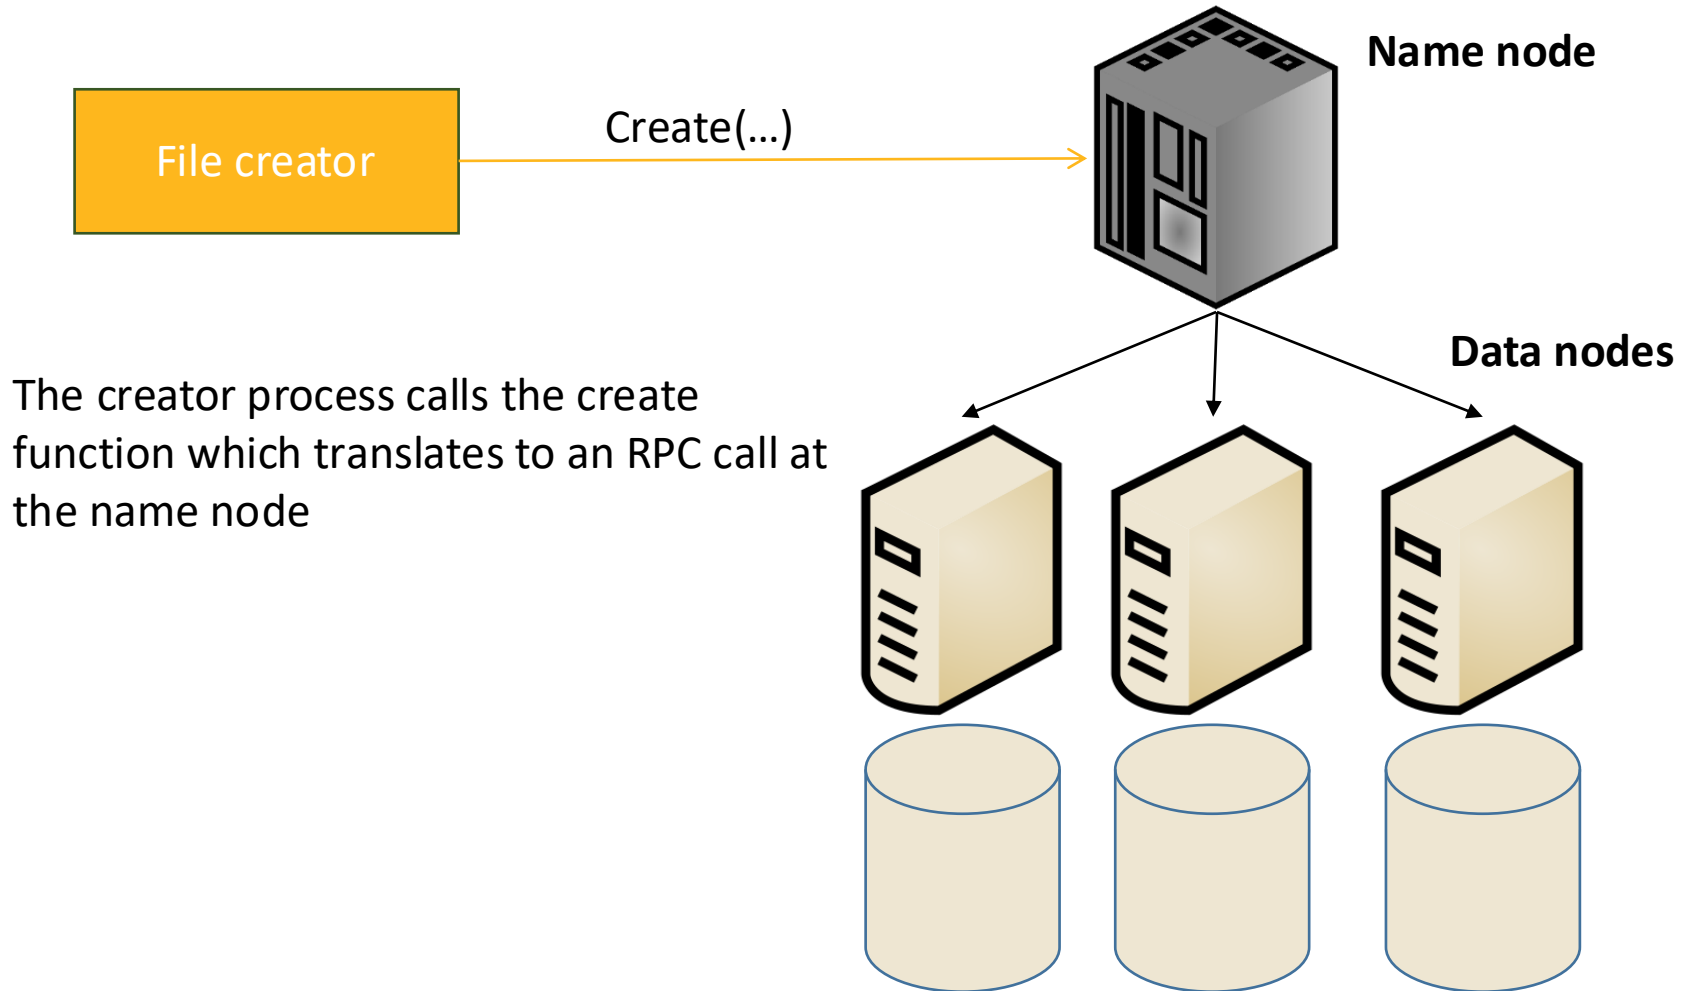 Name node
Create(...)
File creator
Data nodes
The creator process calls the create
function which translates to an RPC call at
the name node